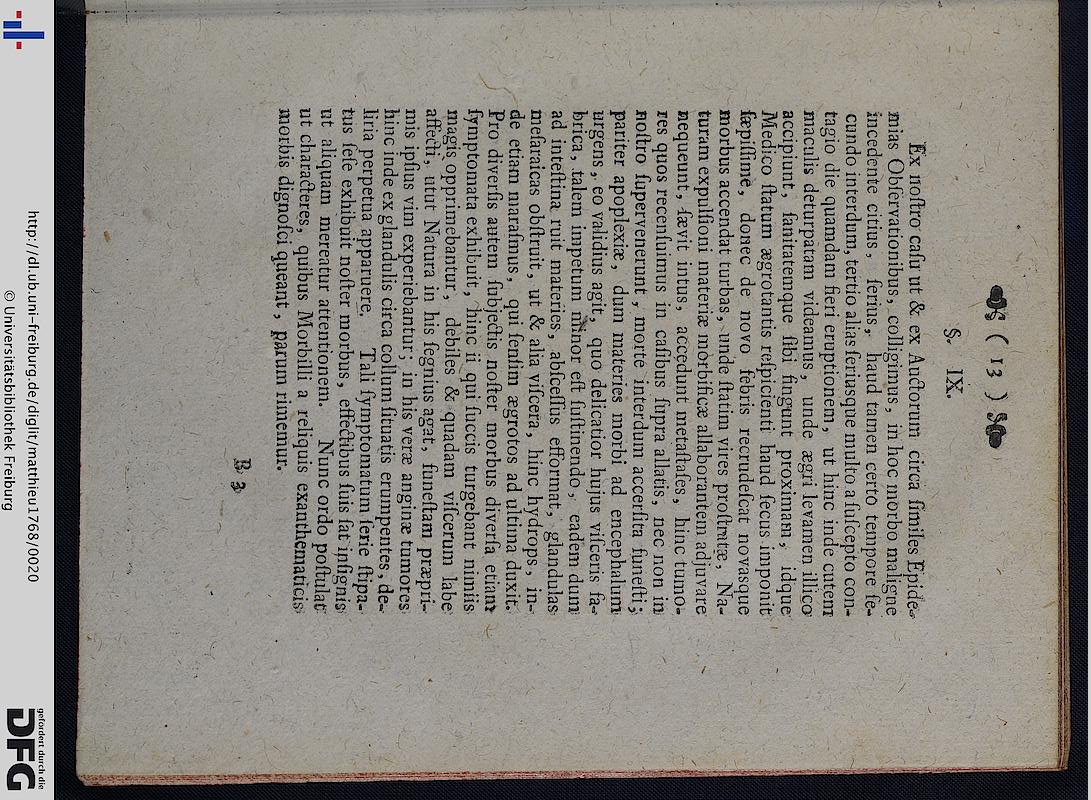 ( 13 )
§. IX.
Ex noſtro caſu ut & ex Auctorum circa ſimiles Epide-
mias Obſervationibus, colligimus, in hoc morbo maligne
incedente citius, ſerius, haud tamen certo tempore ſe-
cundo interdum, tertio alias ſeriusque multo a ſuſcepto con-
tagio die quamdam fieri eruptionem, ut hinc inde cutem
maculis deturpatam videamus, unde ægri levamen illico
accipiunt, ſanitatemque ſibi fingunt proximam, idque
Medico ſtatum ægrotantis reſpicienti haud ſecus imponit
ſæpiſſime, donec de novo febris recrudeſcat novasque
morbus accendat turbas, unde ſtatim vires proſtratæ, Na-
turam expulſioni materiæ morbificæ allaborantem adjuvare
nequeunt, ſævit intus, accedunt metaſtaſes, hinc tumo-
res quos recenſuimus in caſibus ſupra allatis, nec non in
noſtro ſupervenerunt, morte interdum accerſita funeſti;
pariter apoplexiæ, dum materies morbi ad encephalum
urgens, eo validius agit, quo delicatior hujus viſceris fa-
brica, talem impetum minor eſt ſuſtinendo, eadem dum
ad inteſtina ruit materies, abſceſſus efformat, glandulas
meſaraicas obſtruit, ut & alia viſcera, hinc hydrops, in-
de etiam maraſmus, qui ſenſim ægrotos ad ultima duxit.
Pro diverſis autem ſubjectis noſter morbus diverſa etiam
ſymptomata exhibuit, hinc ii qui ſuccis turgebant nimiis
magis opprimebantur, debiles & quadam viſcerum labe
affecti, utut Natura in his ſegnius agat, funeſtam præpri-
mis ipſius vim experiebantur; in his veræ anginæ tumores
hinc inde ex glandulis circa collum ſituatis erumpentes, de-
liria perpetua apparuere. Tali ſymptomatum ſerie ſtipa-
tus ſeſe exhibuit noſter morbus, effectibus ſuis ſat inſignis
ut aliquam mereatur attentionem. Nunc ordo poſtulat
ut characteres, quibus Morbilli a reliquis exanthematicis
morbis dignoſci queant, parum rimemur.
B 3
http://dl.ub.uni-freiburg.de/diglit/mathieu1768/0020
© Universitätsbibliothek Freiburg
gefördert durch die
DFG